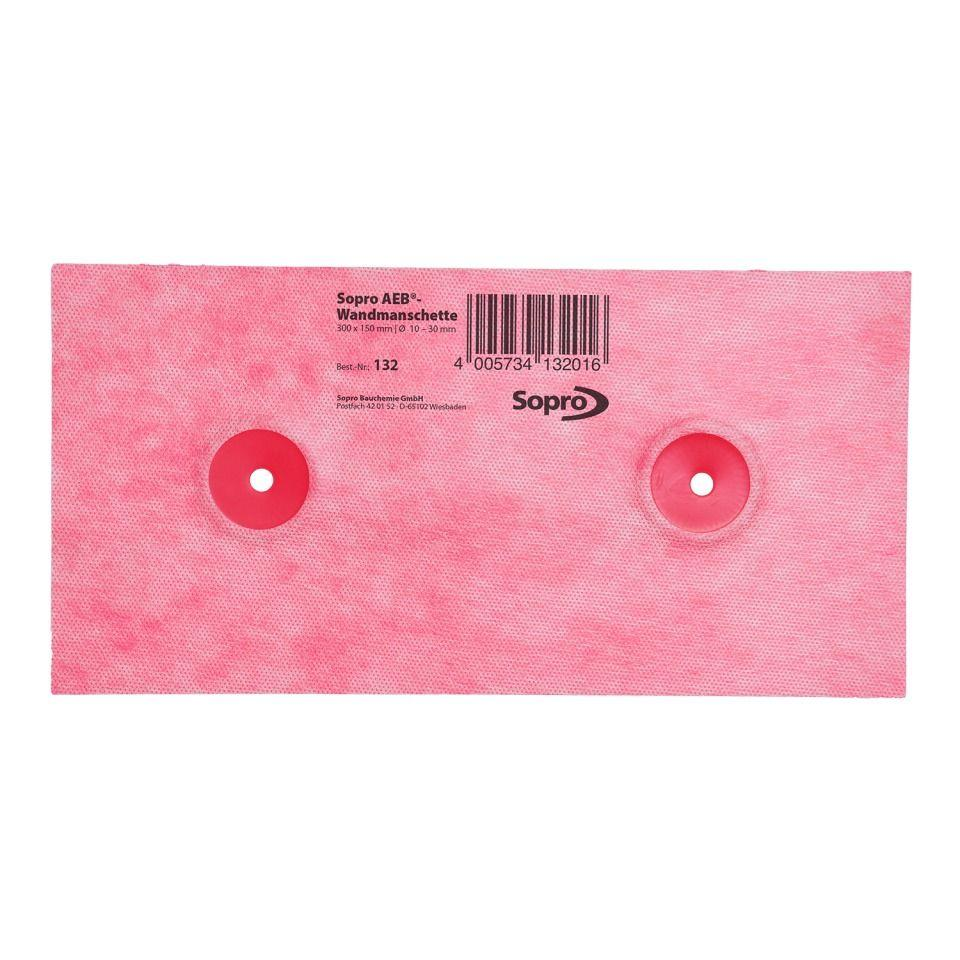 Sopro AEB®-
Wandmanschette
300 x 150 mm | Ø 10 – 30 mm
Best.-Nr.: 132
Sopro Bauchemie GmbH
Postfach 42 01 52 - D-65102 Wiesbaden
4 005734 132016
Sopro